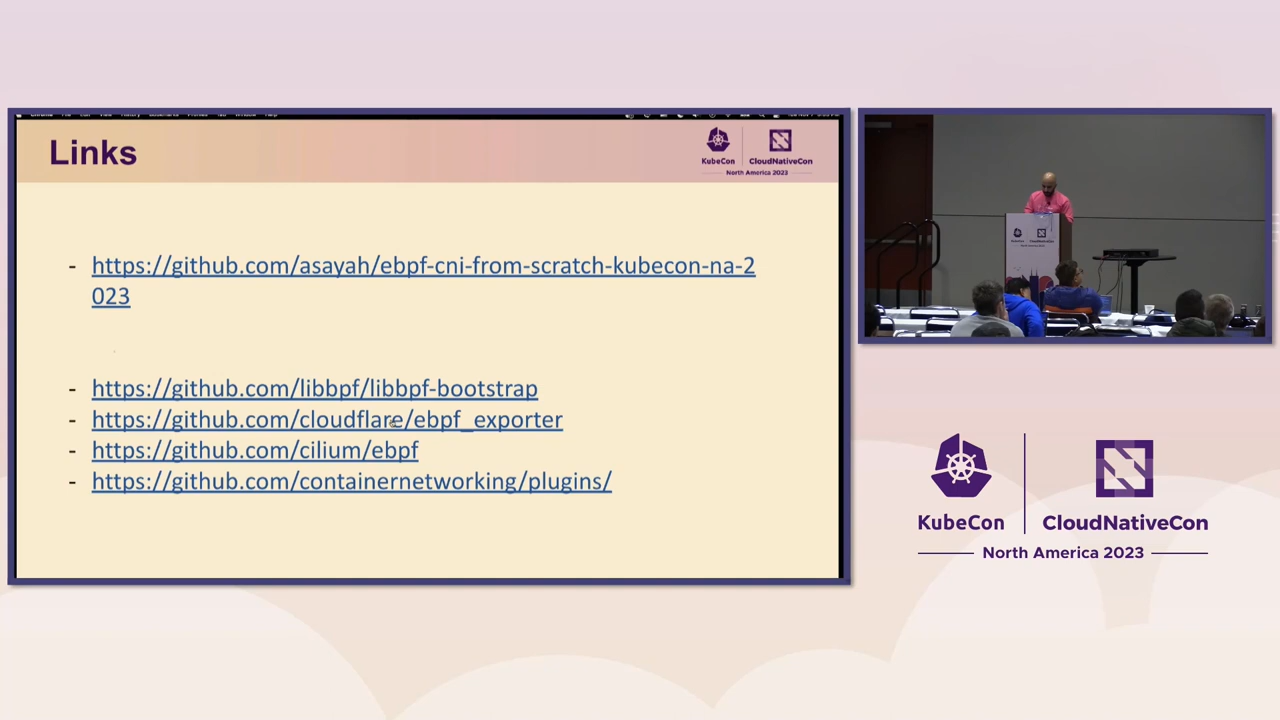 Links
KubeCon
CloudNativeCon
North America 2023
- https://github.com/asayah/ebpf-cni-from-scratch-kubecon-na-2
023
- https://github.com/libbpf/libbpf-bootstrap
- https://github.com/cloudflare/ebpf_exporter
- https://github.com/cilium/ebpf
- https://github.com/containernetworking/plugins/
KubeCon
CloudNativeCon
North America 2023